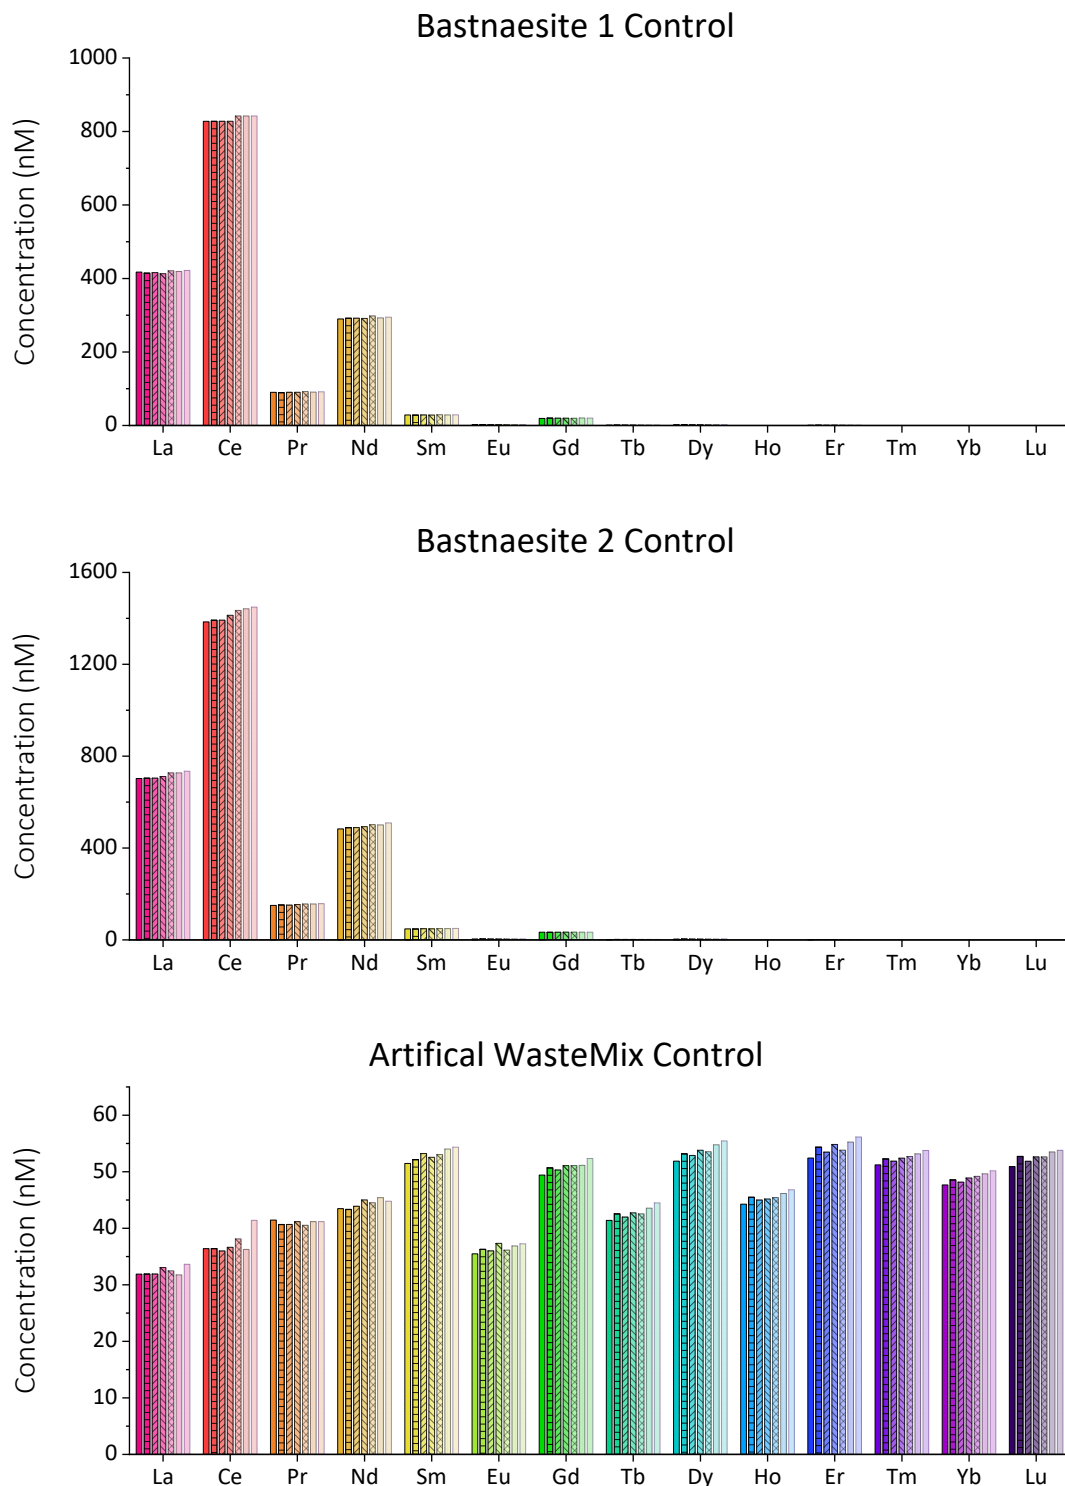 Bastnaesite 1 Control
Concentration (nM)
1000
800
600
400
200
0
La Ce Pr Nd Sm Eu Gd Tb Dy Ho Er Tm Yb Lu
Bastnaesite 2 Control
Concentration (nM)
1600
1200
800
400
0
La Ce Pr Nd Sm Eu Gd Tb Dy Ho Er Tm Yb Lu
Artifical WasteMix Control
Concentration (nM)
60
50
40
30
20
10
0
La Ce Pr Nd Sm Eu Gd Tb Dy Ho Er Tm Yb Lu